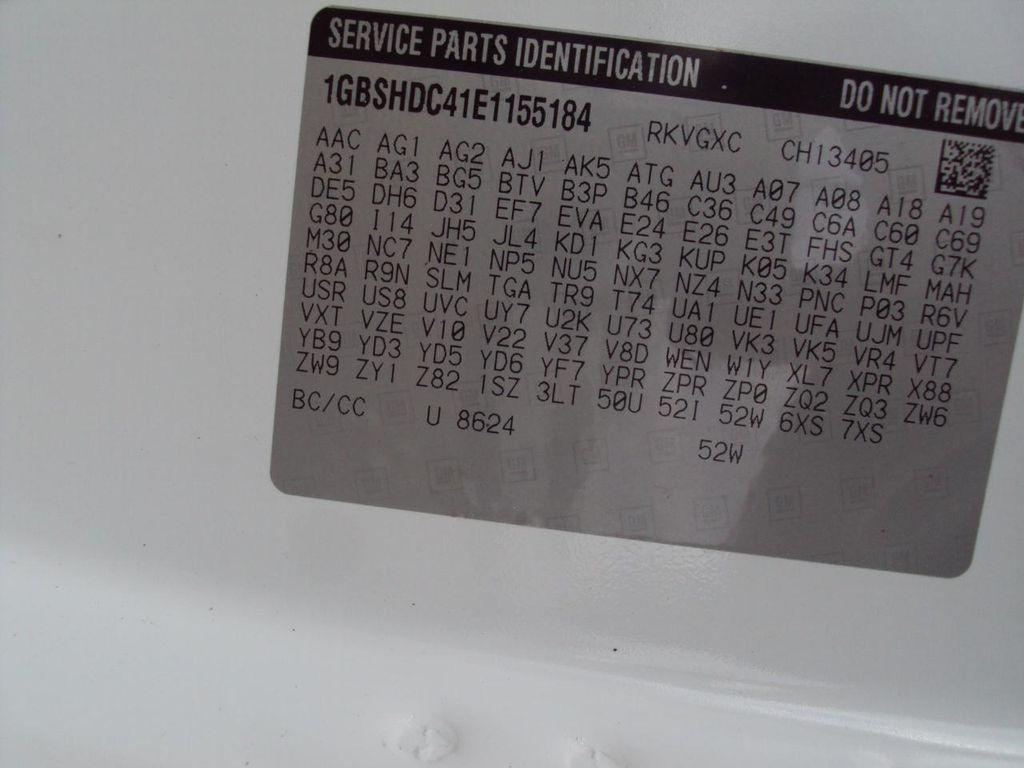 SERVICE PARTS IDENTIFICATION . DO NOT REMOVE
1GBSHDC41E1155184 RKVGXC CH13405
AAC AG1 AG2 AJ1 AK5 ATG AU3 A07 A08 A18 A19
A31 BA3 BG5 BTV B3P B46 C36 C49 C6A C60 C69
DE5 DH6 D31 EF7 EVA E24 E26 E3T FHS GT4 G7K
G80 I14 JH5 JL4 KD1 KG3 KUP K05 K34 LMF MAH
M30 NC7 NE1 NP5 NU5 NX7 NZ4 N33 PNC P03 R6V
R8A R9N SLM TGA TR9 T74 UA1 UE1 UFA UJM UPF
USR US8 UVC UY7 U2K U73 U80 VK3 VK5 VR4 VT7
VXT VZE V10 V22 V37 V8D WEN W1Y XL7 XPR X88
YB9 YD3 YD5 YD6 YF7 YPR ZPR ZP0 ZQ2 ZQ3 ZW6
ZW9 ZY1 Z82 1SZ 3LT 50U 52I 52W 6XS 7XS
BC/CC U 8624 52W